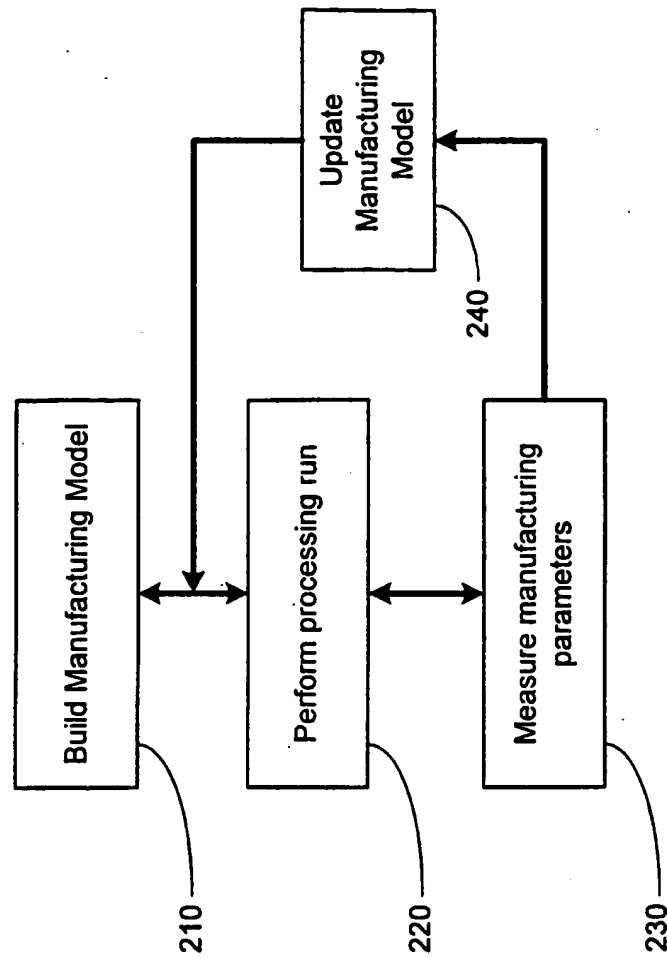 Build Manufacturing Model
210
Perform processing run
220
Measure manufacturing
parameters
230
Update
Manufacturing
Model
240